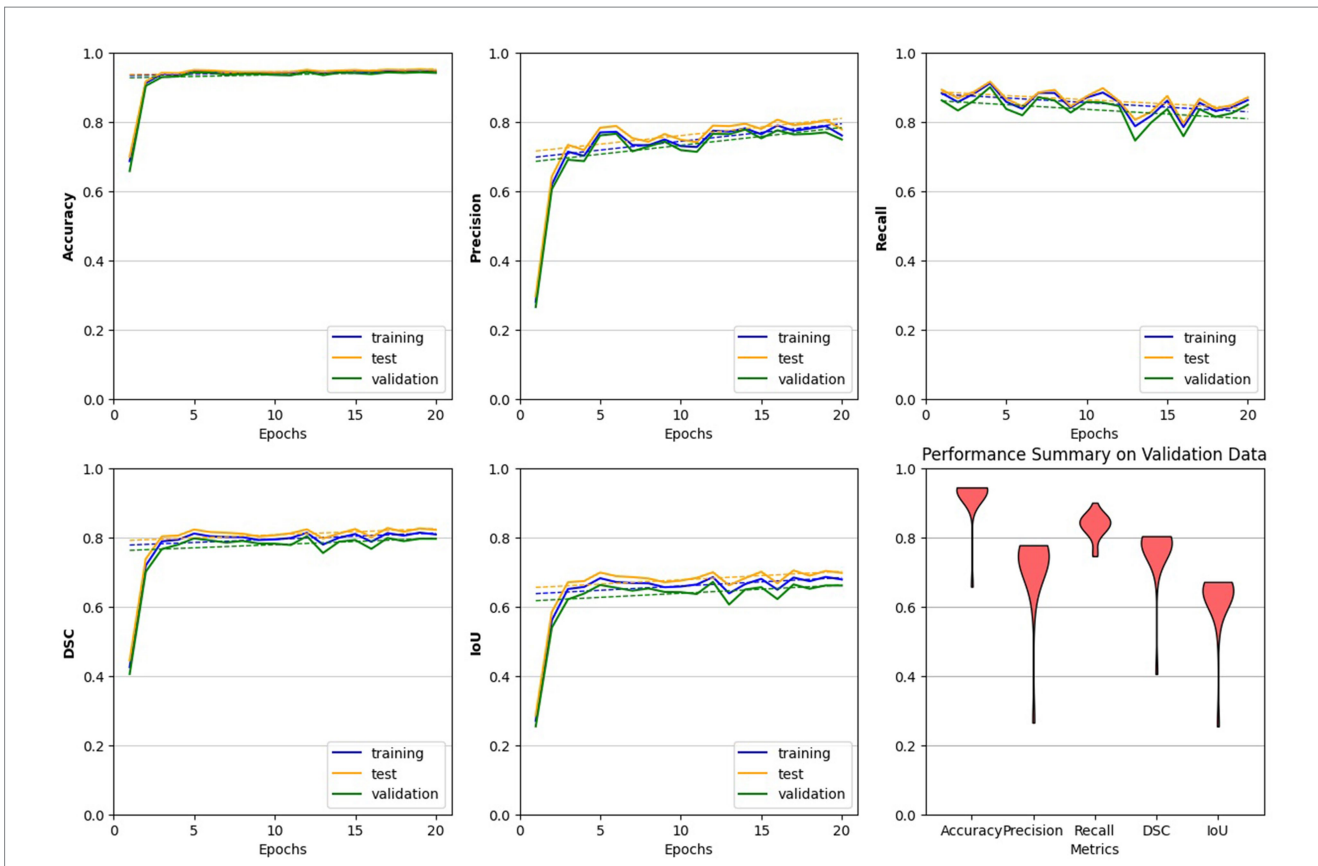 1.0
0.8
0.6
0.4
0.2
0.0
Accuracy
0 5 10 15 20
Epochs
training
test
validation
1.0
0.8
0.6
0.4
0.2
0.0
Precision
0 5 10 15 20
Epochs
training
test
validation
1.0
0.8
0.6
0.4
0.2
0.0
Recall
0 5 10 15 20
Epochs
training
test
validation
1.0
0.8
0.6
0.4
0.2
0.0
DSC
0 5 10 15 20
Epochs
training
test
validation
1.0
0.8
0.6
0.4
0.2
0.0
IoU
0 5 10 15 20
Epochs
training
test
validation
Performance Summary on Validation Data
1.0
0.8
0.6
0.4
0.2
0.0
Accuracy Precision Recall DSC IoU
Metrics